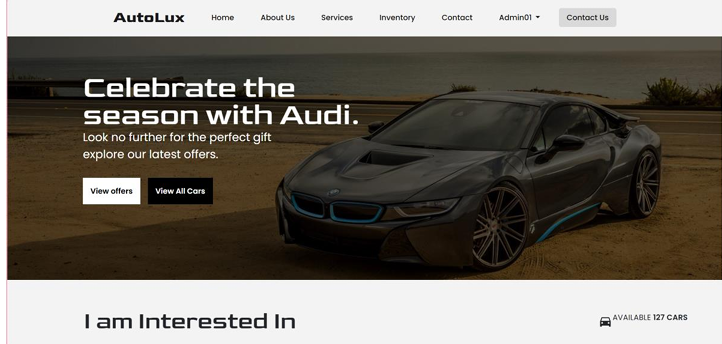 AutoLux
Home
About Us
Services
Inventory
Contact
Admin01
Contact Us
Celebrate the
season with Audi.
Look no further for the perfect gift
explore our latest offers.
View offers
View All Cars
I am Interested In
AVAILABLE 127 CARS